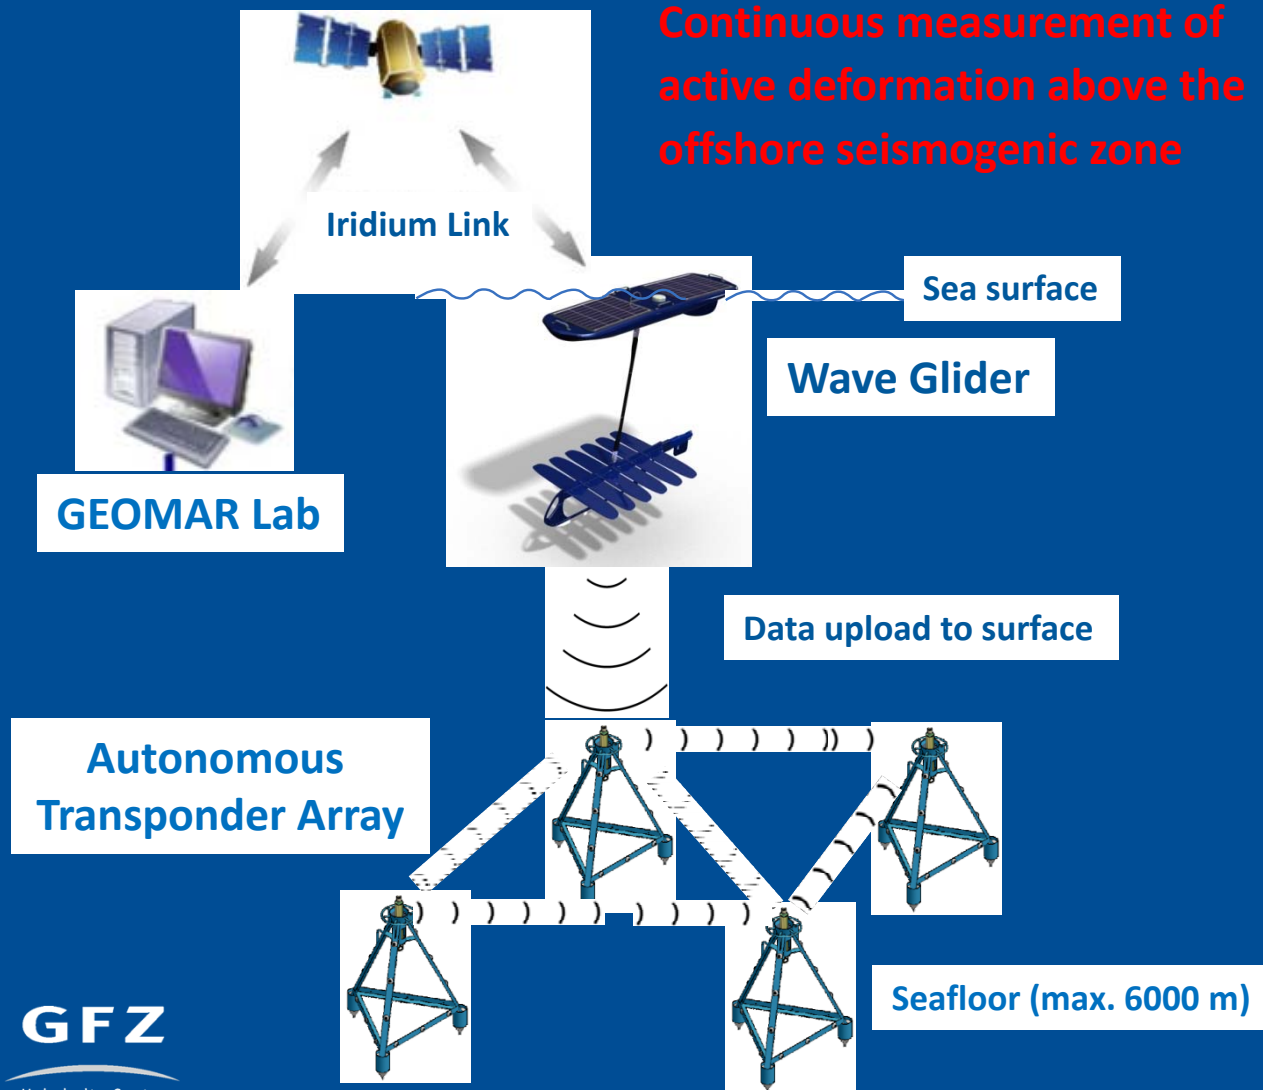 Continuous measurement of
active deformation above the
offshore seismogenic zone
Iridium Link
Sea surface
Wave Glider
GEOMAR Lab
Data upload to surface
Autonomous
Transponder Array
Seafloor (max. 6000 m)
GFZ